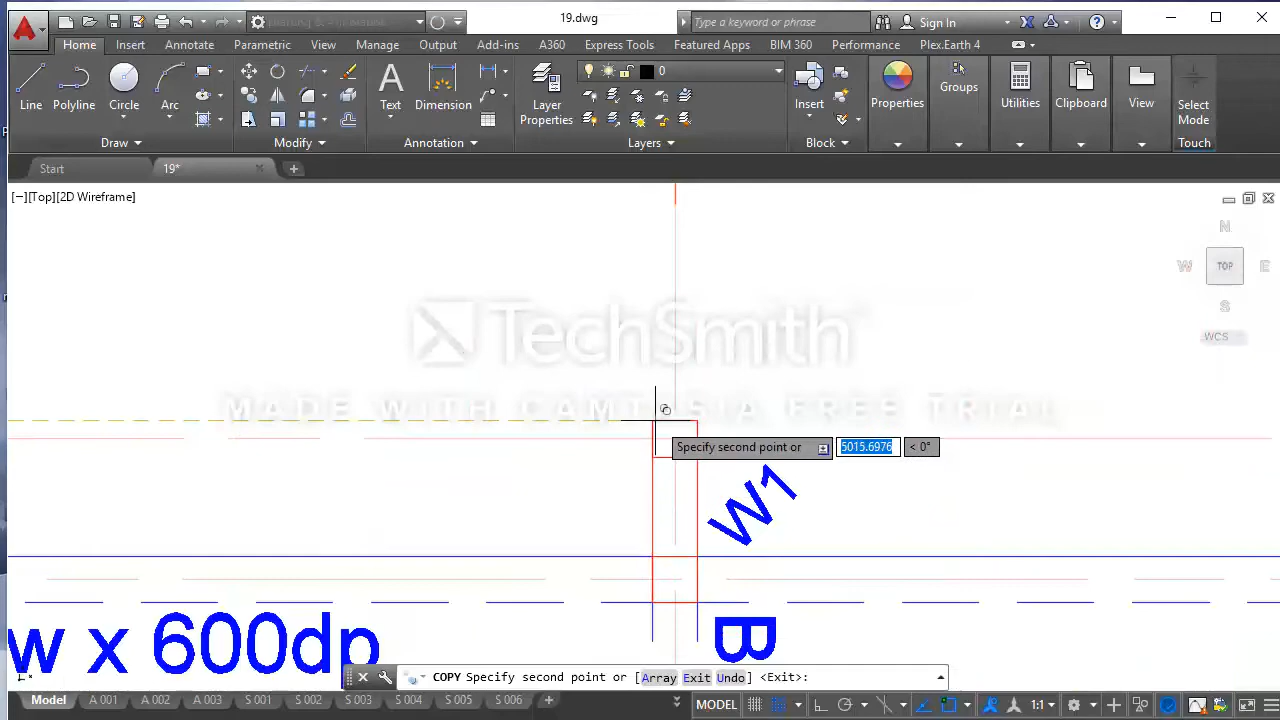 19.dwg
Type a keyword or phrase
Sign In
Home Insert Annotate Parametric View Manage Output Add-ins A360 Express Tools Featured Apps BIM 360 Performance Plex.Earth 4
0
Line Polyline Circle Arc Text Dimension Layer Properties Insert Properties Groups Utilities Clipboard View Select Mode
Draw Modify Annotation Layers Block Touch
Start 19*
[−][Top][2D Wireframe]
N
W TOP E
S
WCS
TechSmith
MADE WITH CAMTASIA FREE TRIAL
Specify second point or 5015.6976 < 0°
W1
B
w x 600dp
COPY Specify second point or [Array Exit Undo] <Exit>:
Model A 001 A 002 A 003 S 001 S 002 S 003 S 004 S 005 S 006 MODEL 1:1